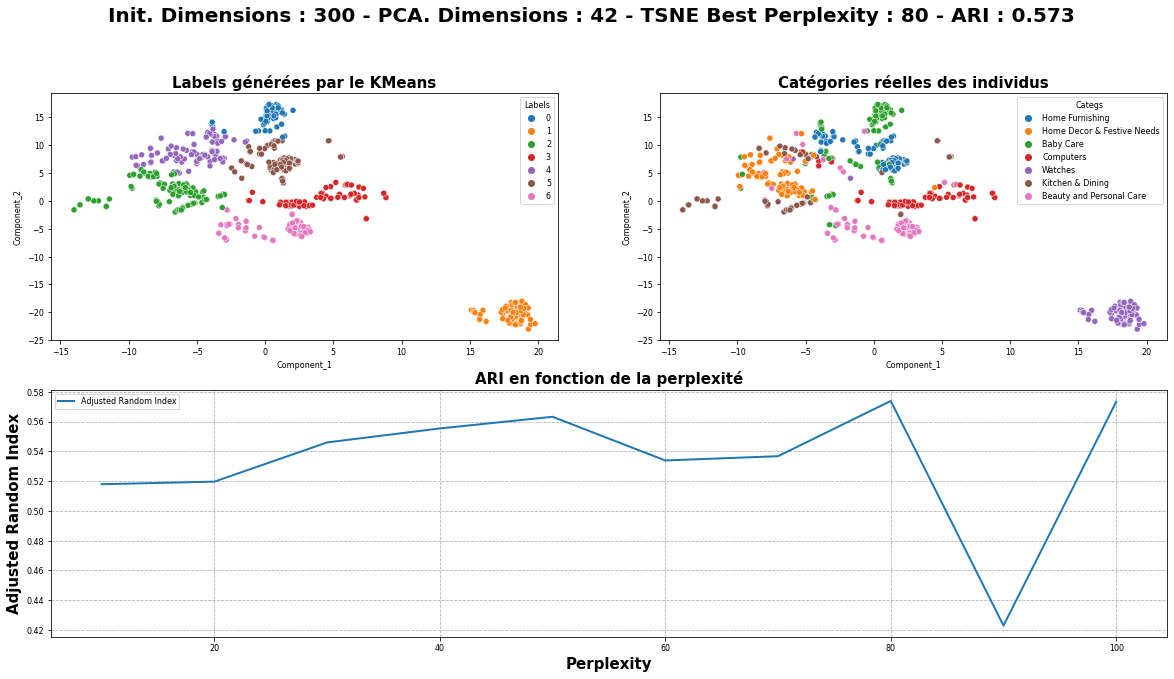 Init. Dimensions : 300 - PCA. Dimensions : 42 - TSNE Best Perplexity : 80 - ARI : 0.573
Labels générées par le KMeans
Component_2
15
10
5
0
−5
−10
−15
−20
−25
−15
−10
−5
0
5
10
15
20
Component_1
Labels
0
1
2
3
4
5
6
Catégories réelles des individus
Component_2
15
10
5
0
−5
−10
−15
−20
−25
−15
−10
−5
0
5
10
15
20
Component_1
Categs
Home Furnishing
Home Decor & Festive Needs
Baby Care
Computers
Watches
Kitchen & Dining
Beauty and Personal Care
ARI en fonction de la perplexité
Adjusted Random Index
Adjusted Random Index
0.58
0.56
0.54
0.52
0.50
0.48
0.46
0.44
0.42
20
40
60
80
100
Perplexity